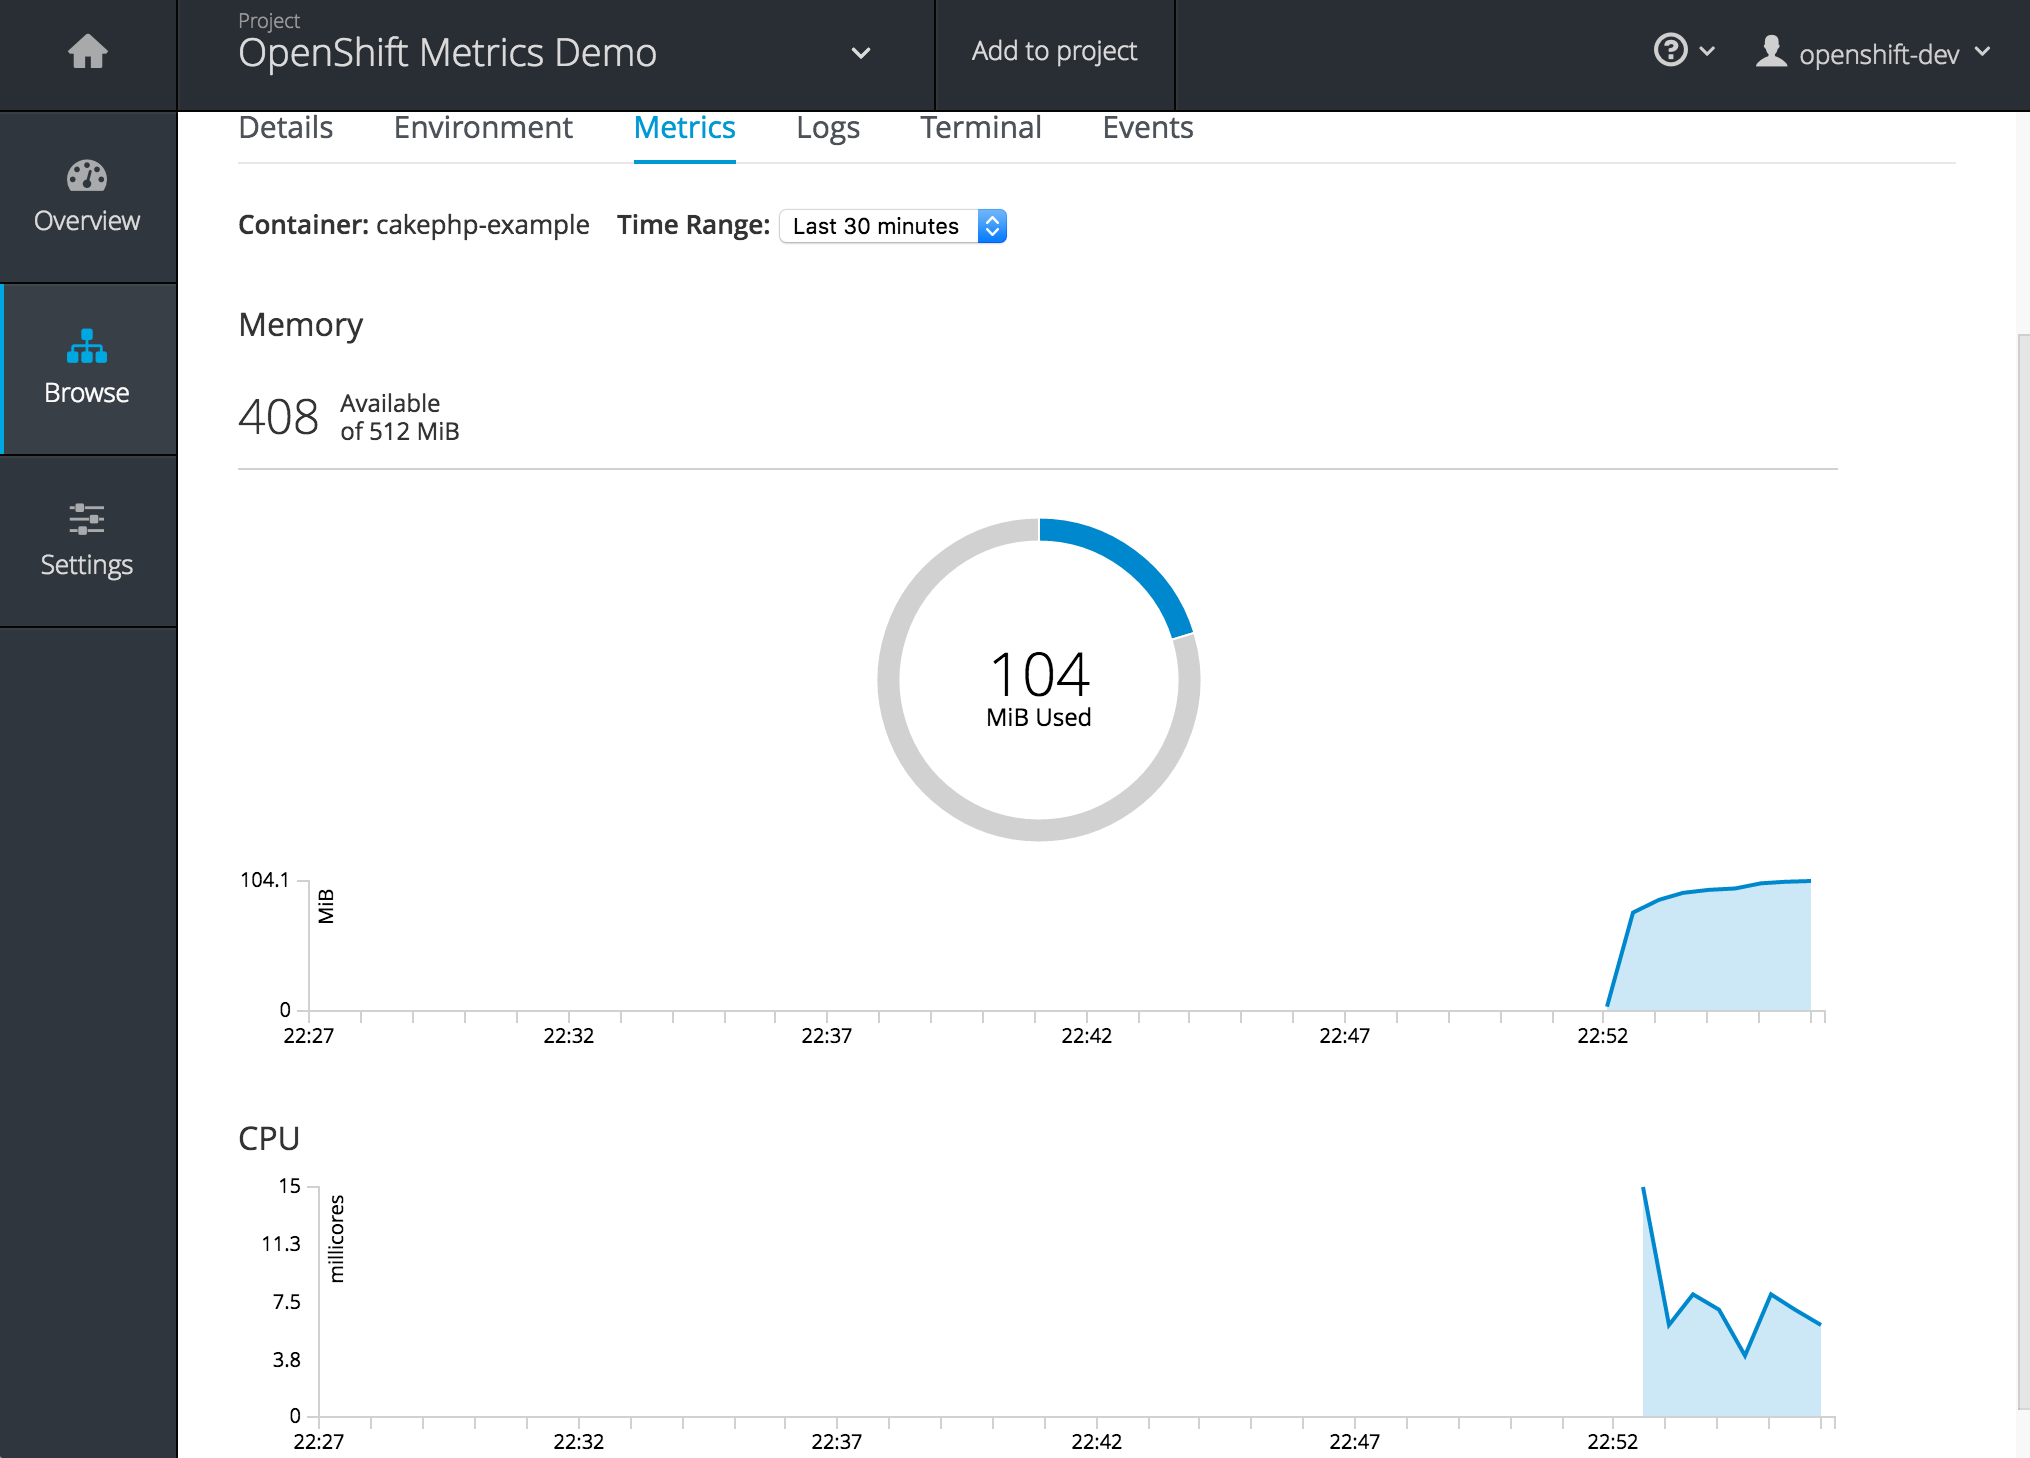 Project
OpenShift Metrics Demo
Add to project
openshift-dev
Details Environment Metrics Logs Terminal Events
Overview
Browse
Settings
Container: cakephp-example Time Range: Last 30 minutes
Memory
408 Available
of 512 MiB
104
MiB Used
104.1
MiB
0
22:27 22:32 22:37 22:42 22:47 22:52
CPU
15
millicores
11.3
7.5
3.8
0
22:27 22:32 22:37 22:42 22:47 22:52